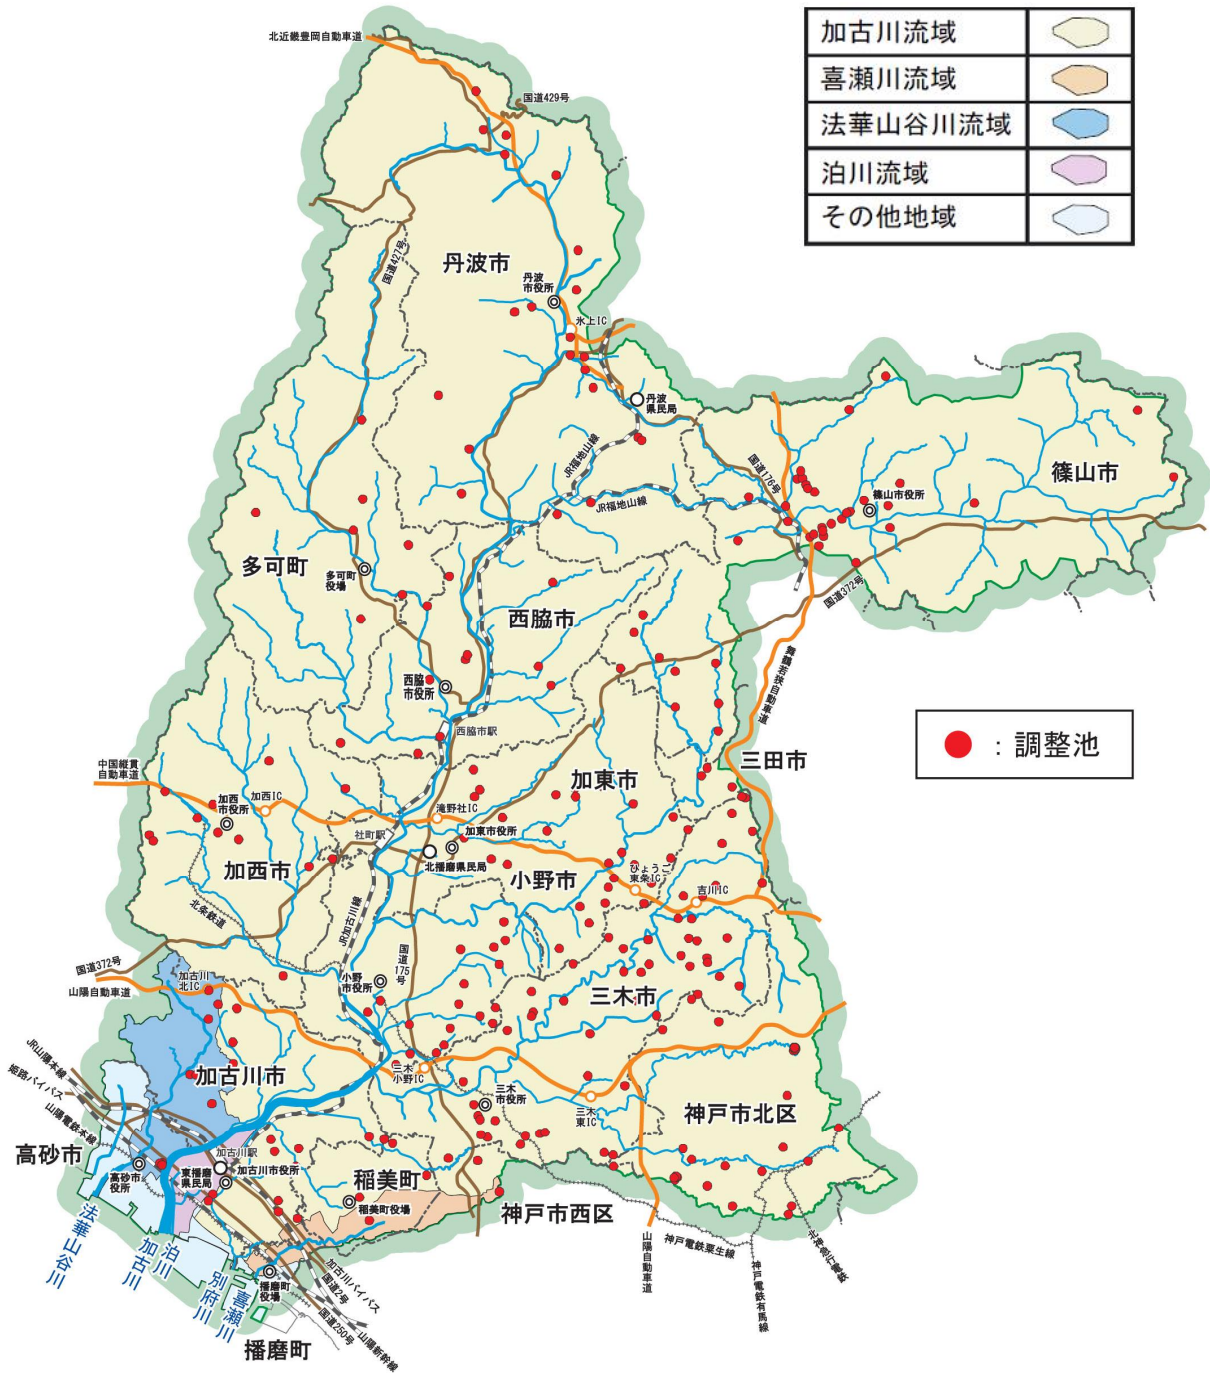 加古川流域
喜瀬川流域
法華山谷川流域
泊川流域
その他地域
北近畿豊岡自動車道
国道429号
国道427号
丹波市
丹波
市役所
氷上IC
丹波
県民局
JR福地山線
JR福地山線
国道176号
篠山市
篠山市役所
国道372号
多可町
多可町
役場
西脇市
西脇
市役所
西脇市駅
舞鶴若狭自動車道
三田市
：調整池
中国縦貫
自動車道
加西
市役所
加西IC
滝野社IC
加東市
加東市役所
社町駅
北播磨県民局
加西市
小野市
ひょうご
東条IC
吉川IC
北条鉄道
JR加古川線
国道175号
国道372号
山陽自動車道
加古川
北IC
小野
市役所
三木市
JR山陽本線
姫路バイパス
山陽電鉄本線
加古川市
三木
小野IC
三木
市役所
三木
東IC
神戸市北区
高砂市
高砂市
役所
東播磨
県民局
加古川駅
加古川市役所
稲美町
稲美町役場
神戸市西区
法華山谷川
加古川
泊川
別府川
喜瀬川
播磨町
役場
播磨町
加古川バイパス
国道2号
国道250号
山陽新幹線
山陽自動車道
神戸電鉄粟生線
神戸電鉄有馬線
北神急行電鉄